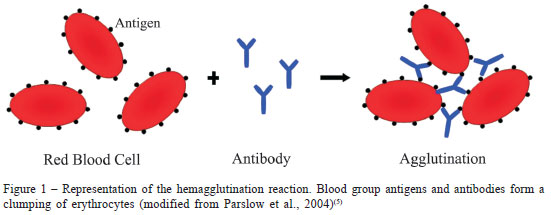 Antigen
+
Red Blood Cell
Antibody
Agglutination
Figure 1 – Representation of the hemagglutination reaction. Blood group antigens and antibodies form a
clumping of erythrocytes (modified from Parslow et al., 2004)(5)